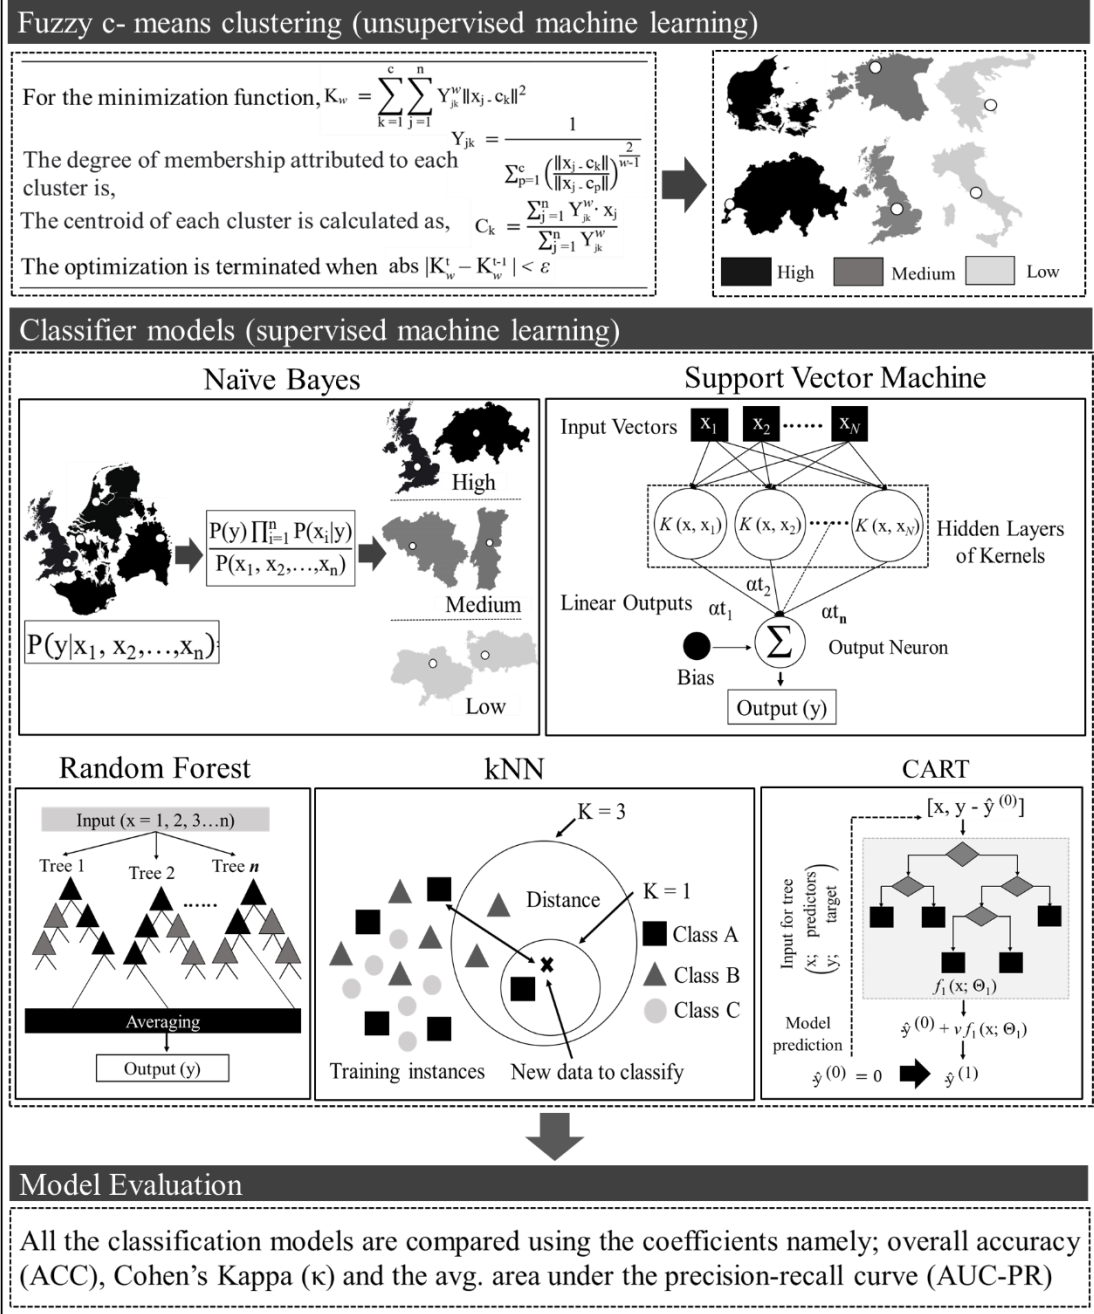 Fuzzy c- means clustering (unsupervised machine learning)
For the minimization function, K_w = ∑_{k=1}^{c} ∑_{j=1}^{n} Y_{jk}^{w} ‖x_j - c_k‖^2
The degree of membership attributed to each
cluster is,
Y_{jk} = 1 / ∑_{p=1}^{c} (‖x_j - c_k‖ / ‖x_j - c_p‖)^{2/(w-1)}
The centroid of each cluster is calculated as, C_k = ∑_{j=1}^{n} Y_{jk}^{w} · x_j / ∑_{j=1}^{n} Y_{jk}^{w}
The optimization is terminated when abs |K_w^t – K_w^{t-1}| < ε
High Medium Low
Classifier models (supervised machine learning)
Naïve Bayes
P(y|x_1, x_2,…,x_n)
P(y) ∏_{i=1}^{n} P(x_i|y)
P(x_1, x_2,…,x_n)
High
Medium
Low
Support Vector Machine
Input Vectors x_1 x_2 ...... x_N
K (x, x_1) K (x, x_2) ...... K (x, x_N)
Hidden Layers
of Kernels
Linear Outputs αt_1 αt_2 αt_n
Bias ∑ Output Neuron
Output (y)
Random Forest
Input (x = 1, 2, 3…n)
Tree 1 Tree 2 ...... Tree n
Averaging
Output (y)
kNN
K = 3
Distance
K = 1
Class A
Class B
Class C
Training instances
New data to classify
CART
[x, y - ŷ^(0)]
Input for tree
(x; predictors
y; target)
f_1 (x; Θ_1)
Model
prediction
ŷ^(0) + v f_1 (x; Θ_1)
ŷ^(0) = 0
ŷ^(1)
Model Evaluation
All the classification models are compared using the coefficients namely; overall accuracy
(ACC), Cohen’s Kappa (κ) and the avg. area under the precision-recall curve (AUC-PR)